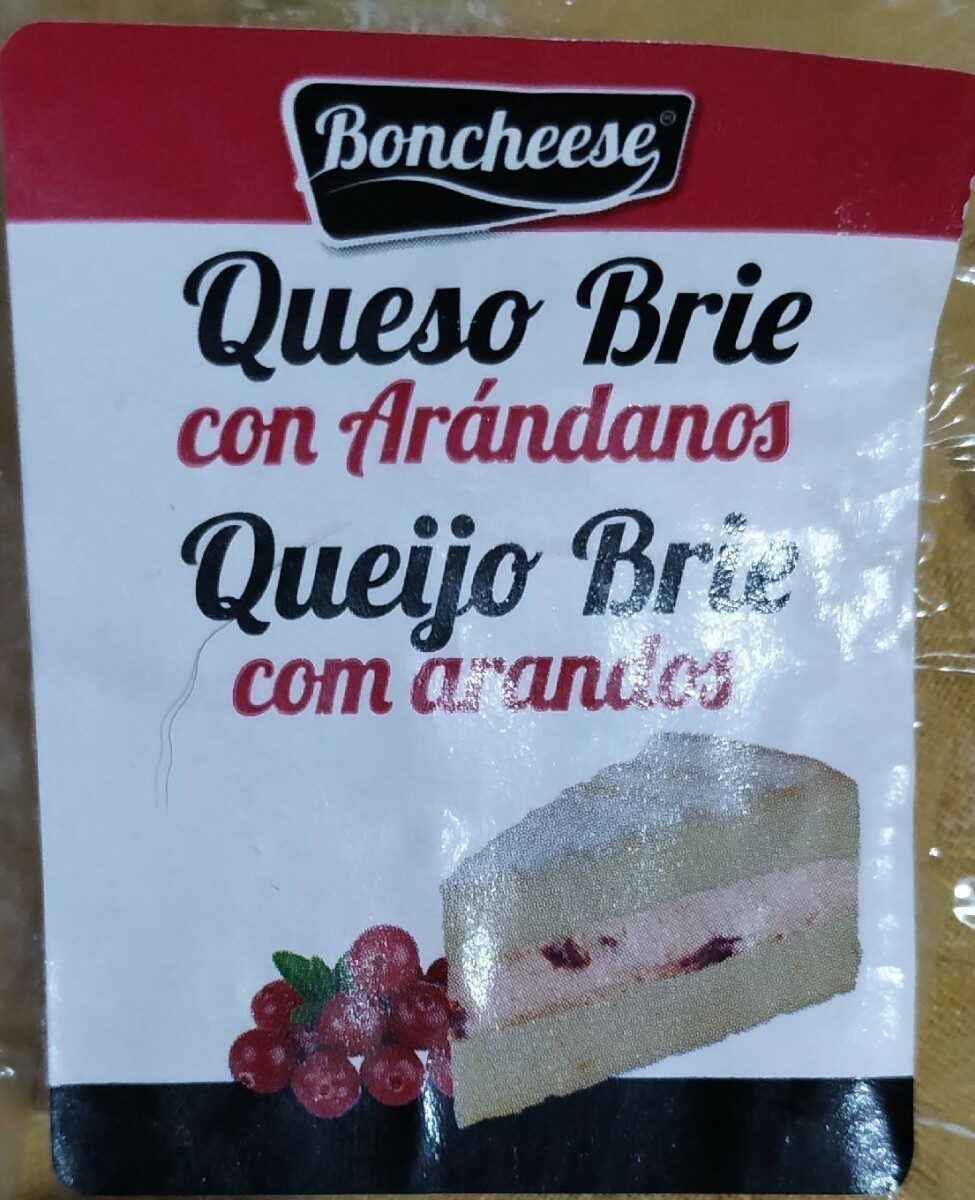 Boncheese®
Queso Brie
con Arándanos
Queijo Brie
com arandos